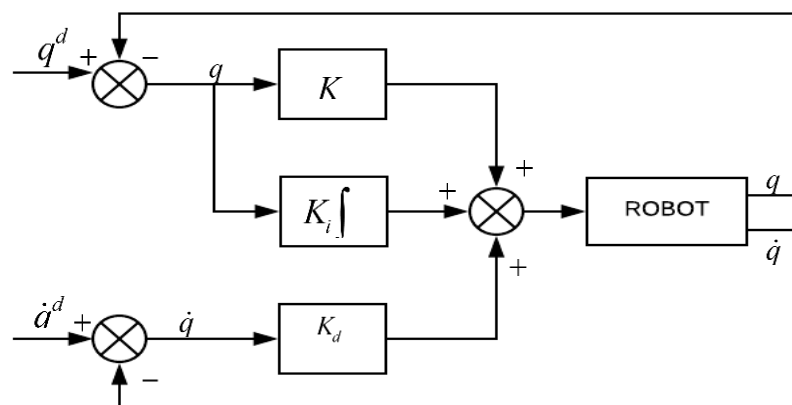 q^d + −
q
K
+
K_i ∫
+
ROBOT
q
q̇
+
q̇^d +
q̇
K_d
−